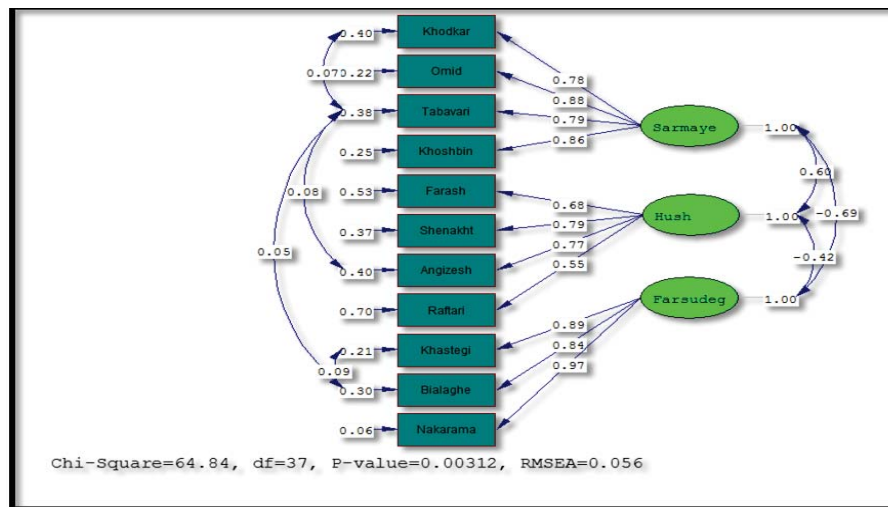 0.40 Khodkar
0.78
0.07 0.22 Omid
0.88
0.38 Tabavari
0.79
Sarmaye 1.00
0.25 Khoshbin
0.86
0.60
0.08
0.53 Farash
0.68
-0.69
0.37 Shenakht
0.79
Hush 1.00
0.05
0.77
-0.42
0.40 Angizesh
0.55
0.70 Raftari
Farsudeg 1.00
0.21 Khastegi
0.89
0.84
0.09
0.97
0.30 Bialaghe
0.06 Nakarama
Chi-Square=64.84, df=37, P-value=0.00312, RMSEA=0.056